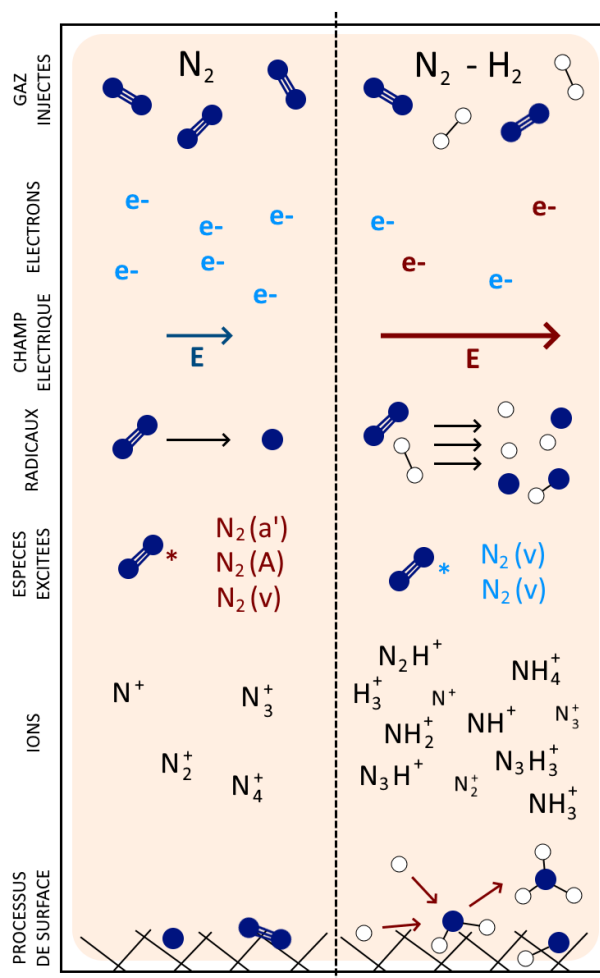 GAZ
INJECTES
N₂
N₂ - H₂
ELECTRONS
e-
e-
e-
e-
e-
e-
e-
e-
e-
e-
CHAMP
ELECTRIQUE
E
E
RADICAUX
ESPECES
EXCITEES
*
N₂(a')
N₂(A)
N₂(v)
*
N₂(v)
N₂(v)
IONS
N⁺
N₃⁺
N₂⁺
N₄⁺
N₂H⁺
NH₄⁺
H₃⁺
N⁺
N₃⁺
NH₂⁺
NH⁺
N₃H⁺
N₂⁺
N₃H₃⁺
NH₃⁺
PROCESSUS
DE SURFACE